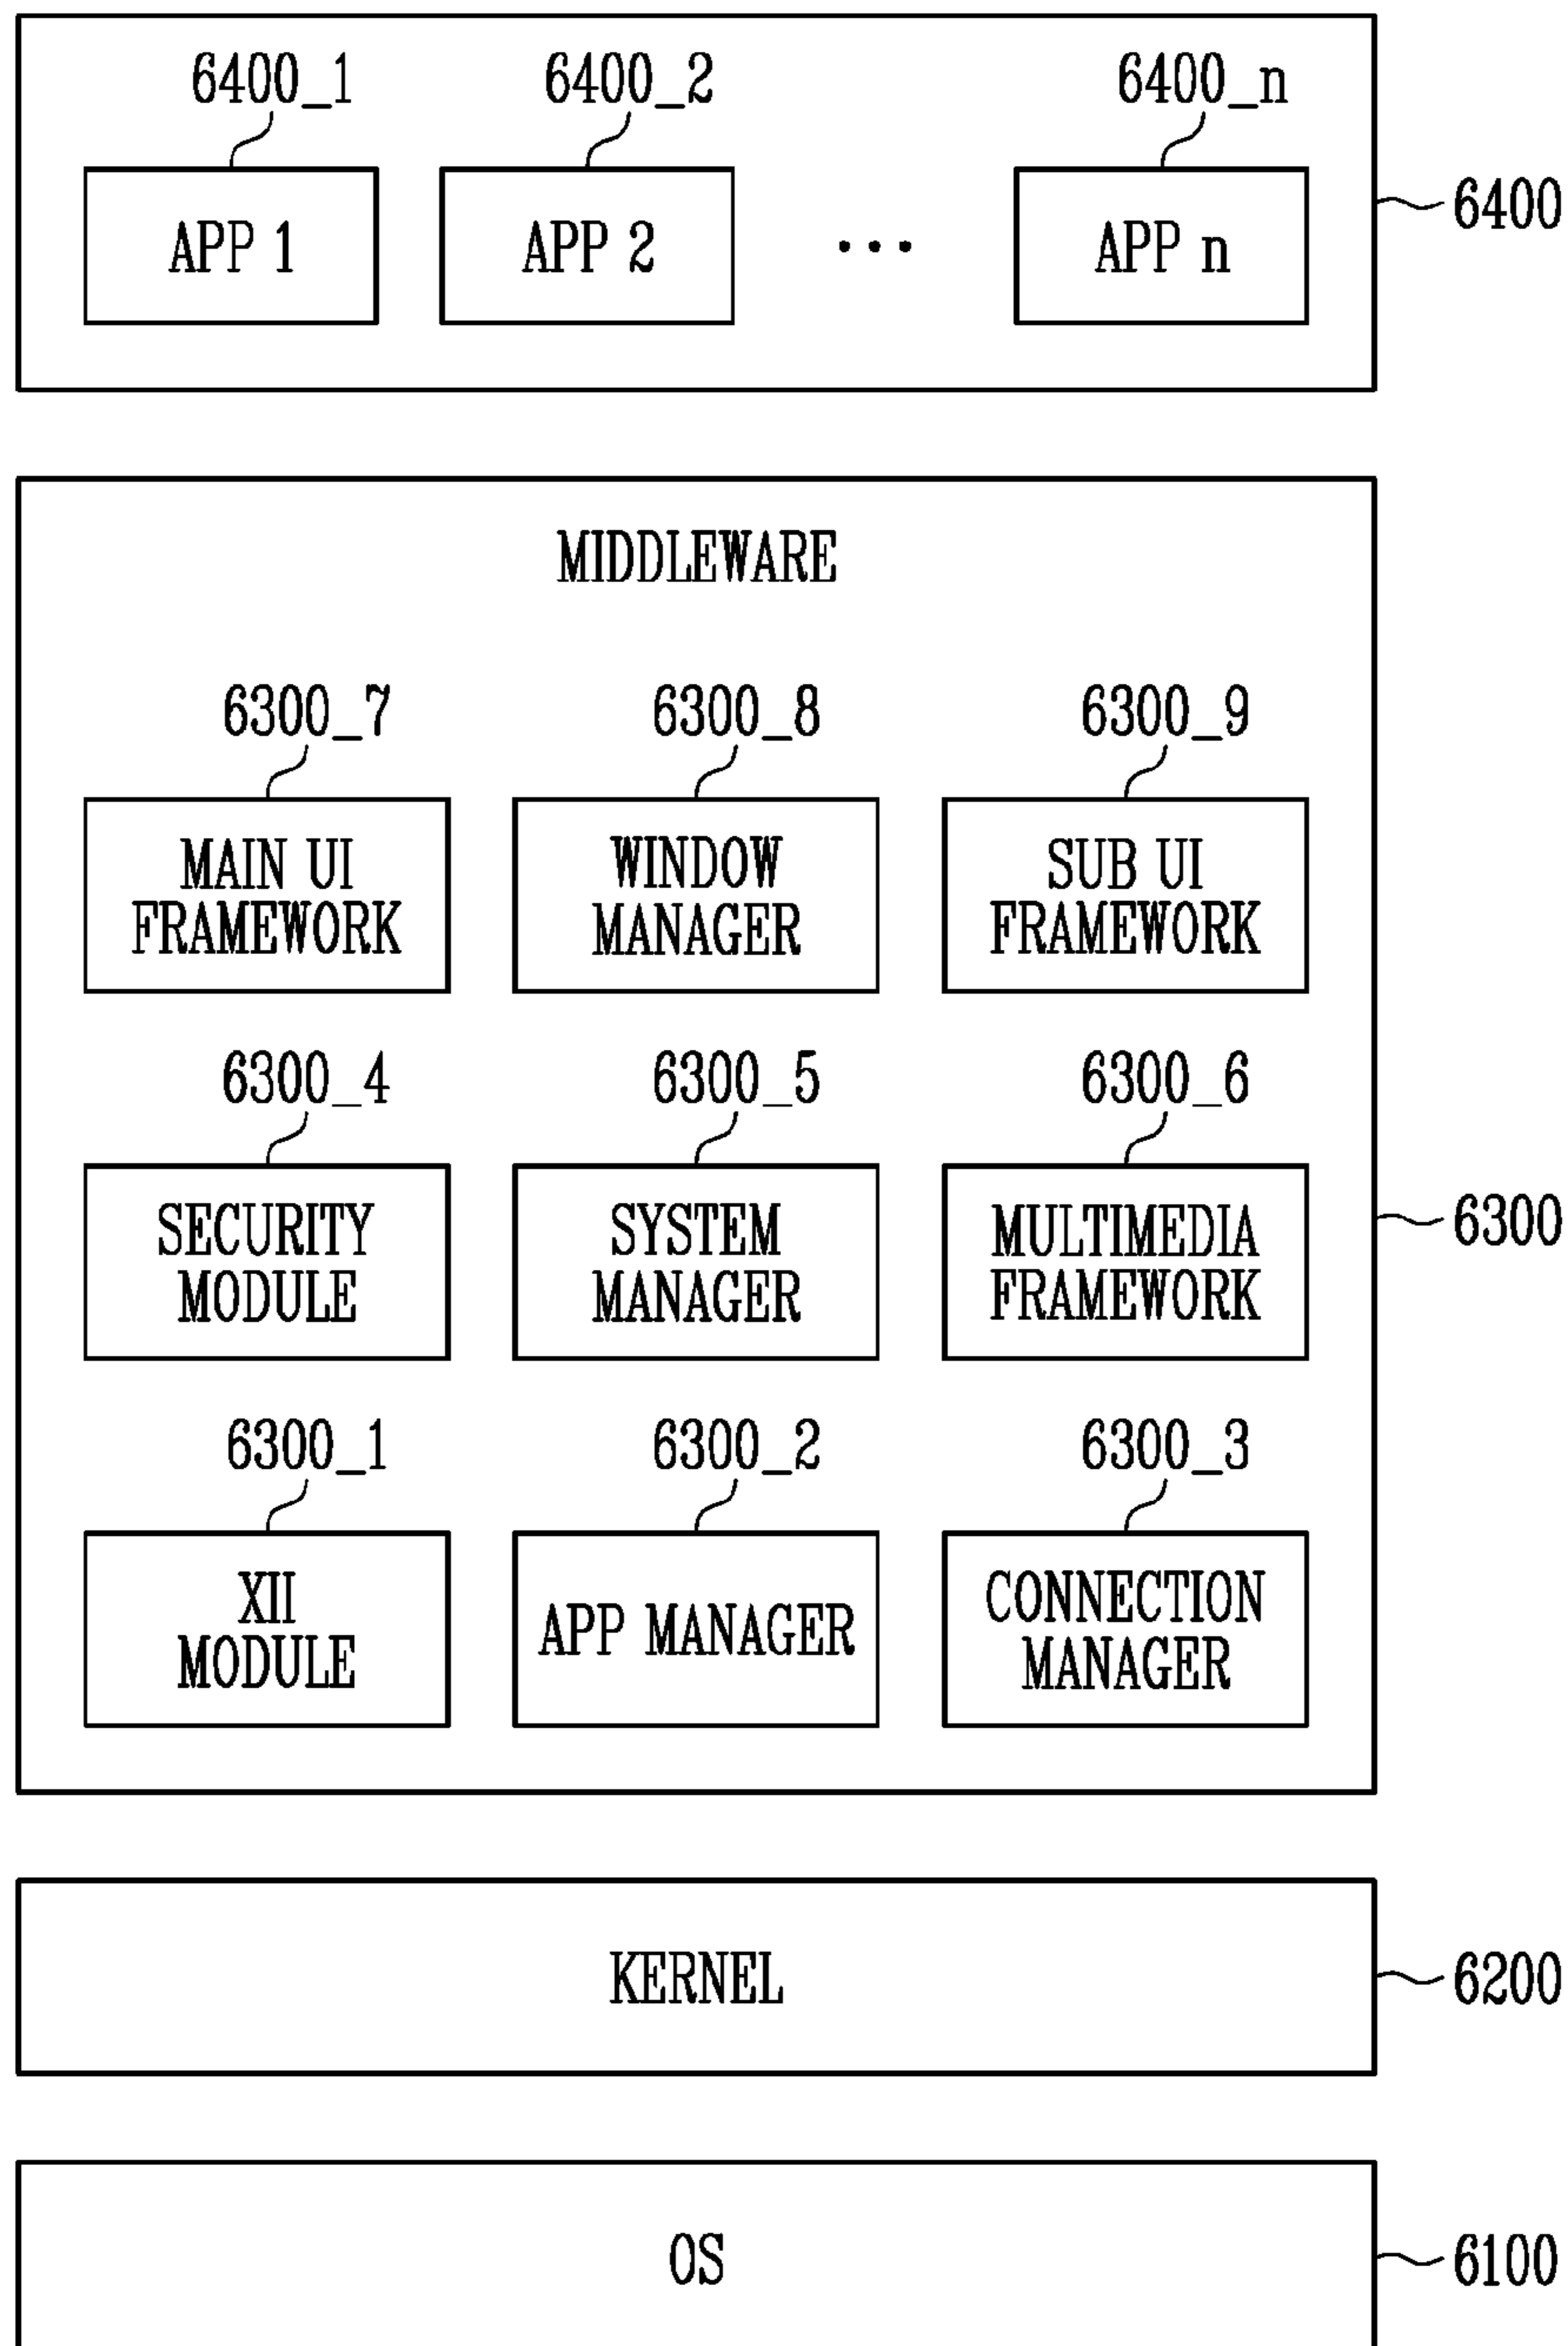 6400_1 6400_2 6400_n
APP 1 APP 2 ... APP n
6400
MIDDLEWARE
6300_7 6300_8 6300_9
MAIN UI FRAMEWORK
WINDOW MANAGER
SUB UI FRAMEWORK
6300_4 6300_5 6300_6
SECURITY MODULE
SYSTEM MANAGER
MULTIMEDIA FRAMEWORK
6300
6300_1 6300_2 6300_3
XII MODULE
APP MANAGER
CONNECTION MANAGER
KERNEL
6200
OS
6100